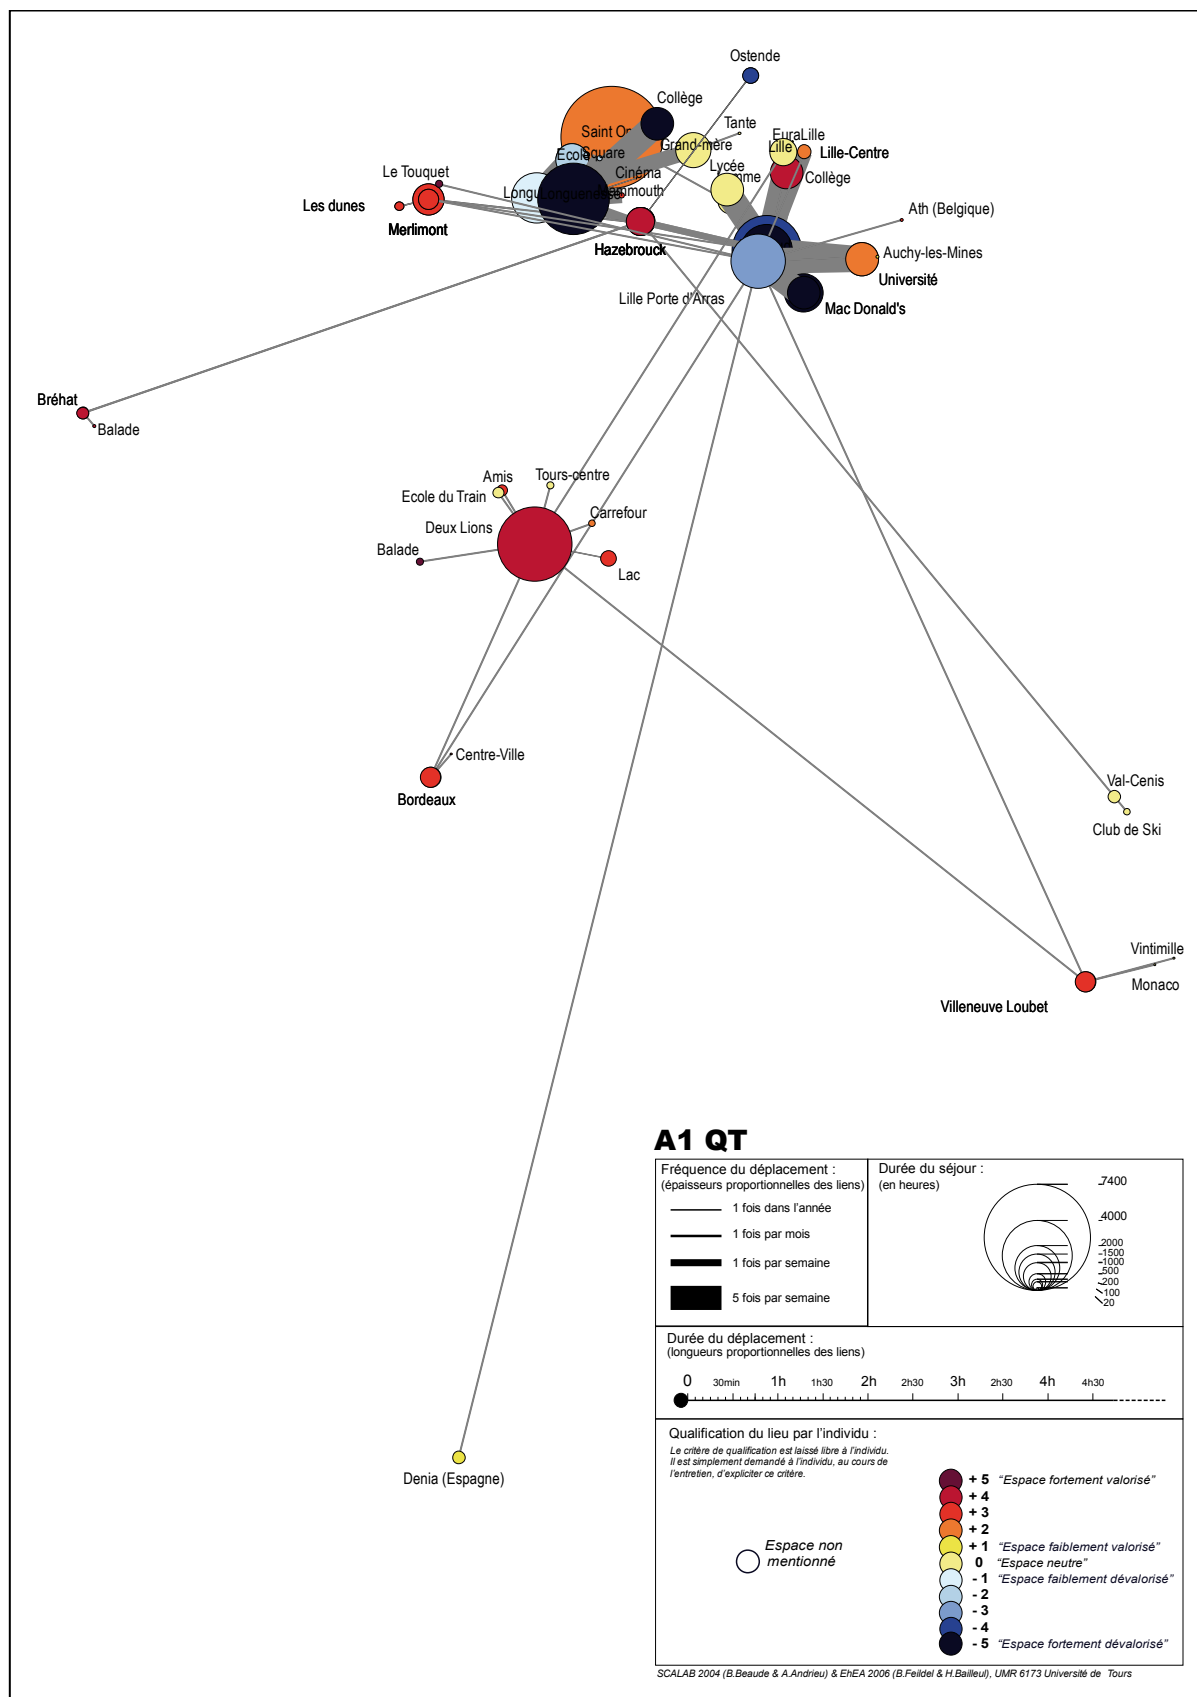 Ostende
Collège
Tante
EuraLille
Saint O
Grand-mère
Lille
Lille-Centre
Ecole
Square
Lycée
Le Touquet
Cinéma
Collège
Longu
Longuenesse
Mammouth
Les dunes
Ath (Belgique)
Merlimont
Hazebrouck
Auchy-les-Mines
Université
Lille Porte d'Arras
Mac Donald's
Bréhat
Balade
Amis
Tours-centre
Ecole du Train
Carrefour
Deux Lions
Balade
Lac
Centre-Ville
Bordeaux
Val-Cenis
Club de Ski
Vintimille
Monaco
Villeneuve Loubet
Denia (Espagne)
A1 QT
Fréquence du déplacement :
(épaisseurs proportionnelles des liens)
1 fois dans l'année
1 fois par mois
1 fois par semaine
5 fois par semaine
Durée du séjour :
(en heures)
7400
4000
2000
1500
1000
500
200
100
20
Durée du déplacement :
(longueurs proportionnelles des liens)
0 30min 1h 1h30 2h 2h30 3h 2h30 4h 4h30
Qualification du lieu par l'individu :
Le critère de qualification est laissé libre à l'individu.
Il est simplement demandé à l'individu, au cours de
l'entretien, d'expliciter ce critère.
Espace non
mentionné
+ 5 “Espace fortement valorisé”
+ 4
+ 3
+ 2
+ 1 “Espace faiblement valorisé”
0 “Espace neutre”
- 1 “Espace faiblement dévalorisé”
- 2
- 3
- 4
- 5 “Espace fortement dévalorisé”
SCALAB 2004 (B.Beaude & A.Andrieu) & EhEA 2006 (B.Feildel & H.Bailleul), UMR 6173 Université de Tours